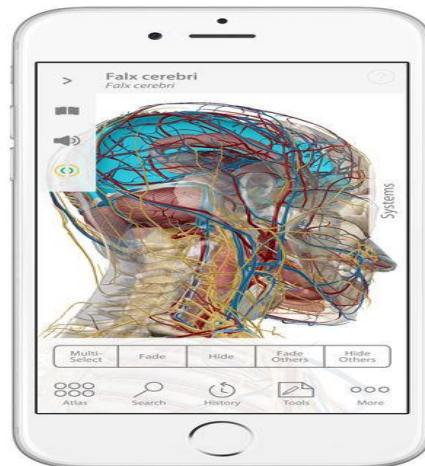 >
Falx cerebri
?
Falx cerebri
Systems
Multi-
Select
Fade
Hide
Fade
Others
Hide
Others
Atlas
Search
History
Tools
More